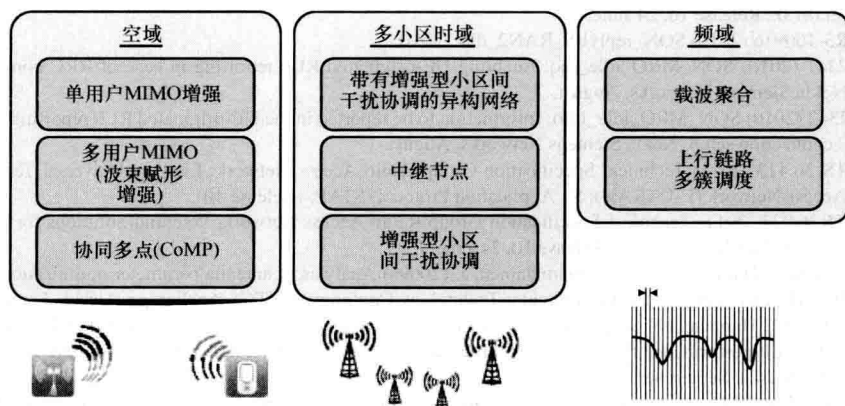 空域
单用户MIMO增强
多用户MIMO
(波束赋形
增强)
协同多点(CoMP)
多小区时域
带有增强型小区间
干扰协调的异构网络
中继节点
增强型小区
间干扰协调
频域
载波聚合
上行链路
多簇调度